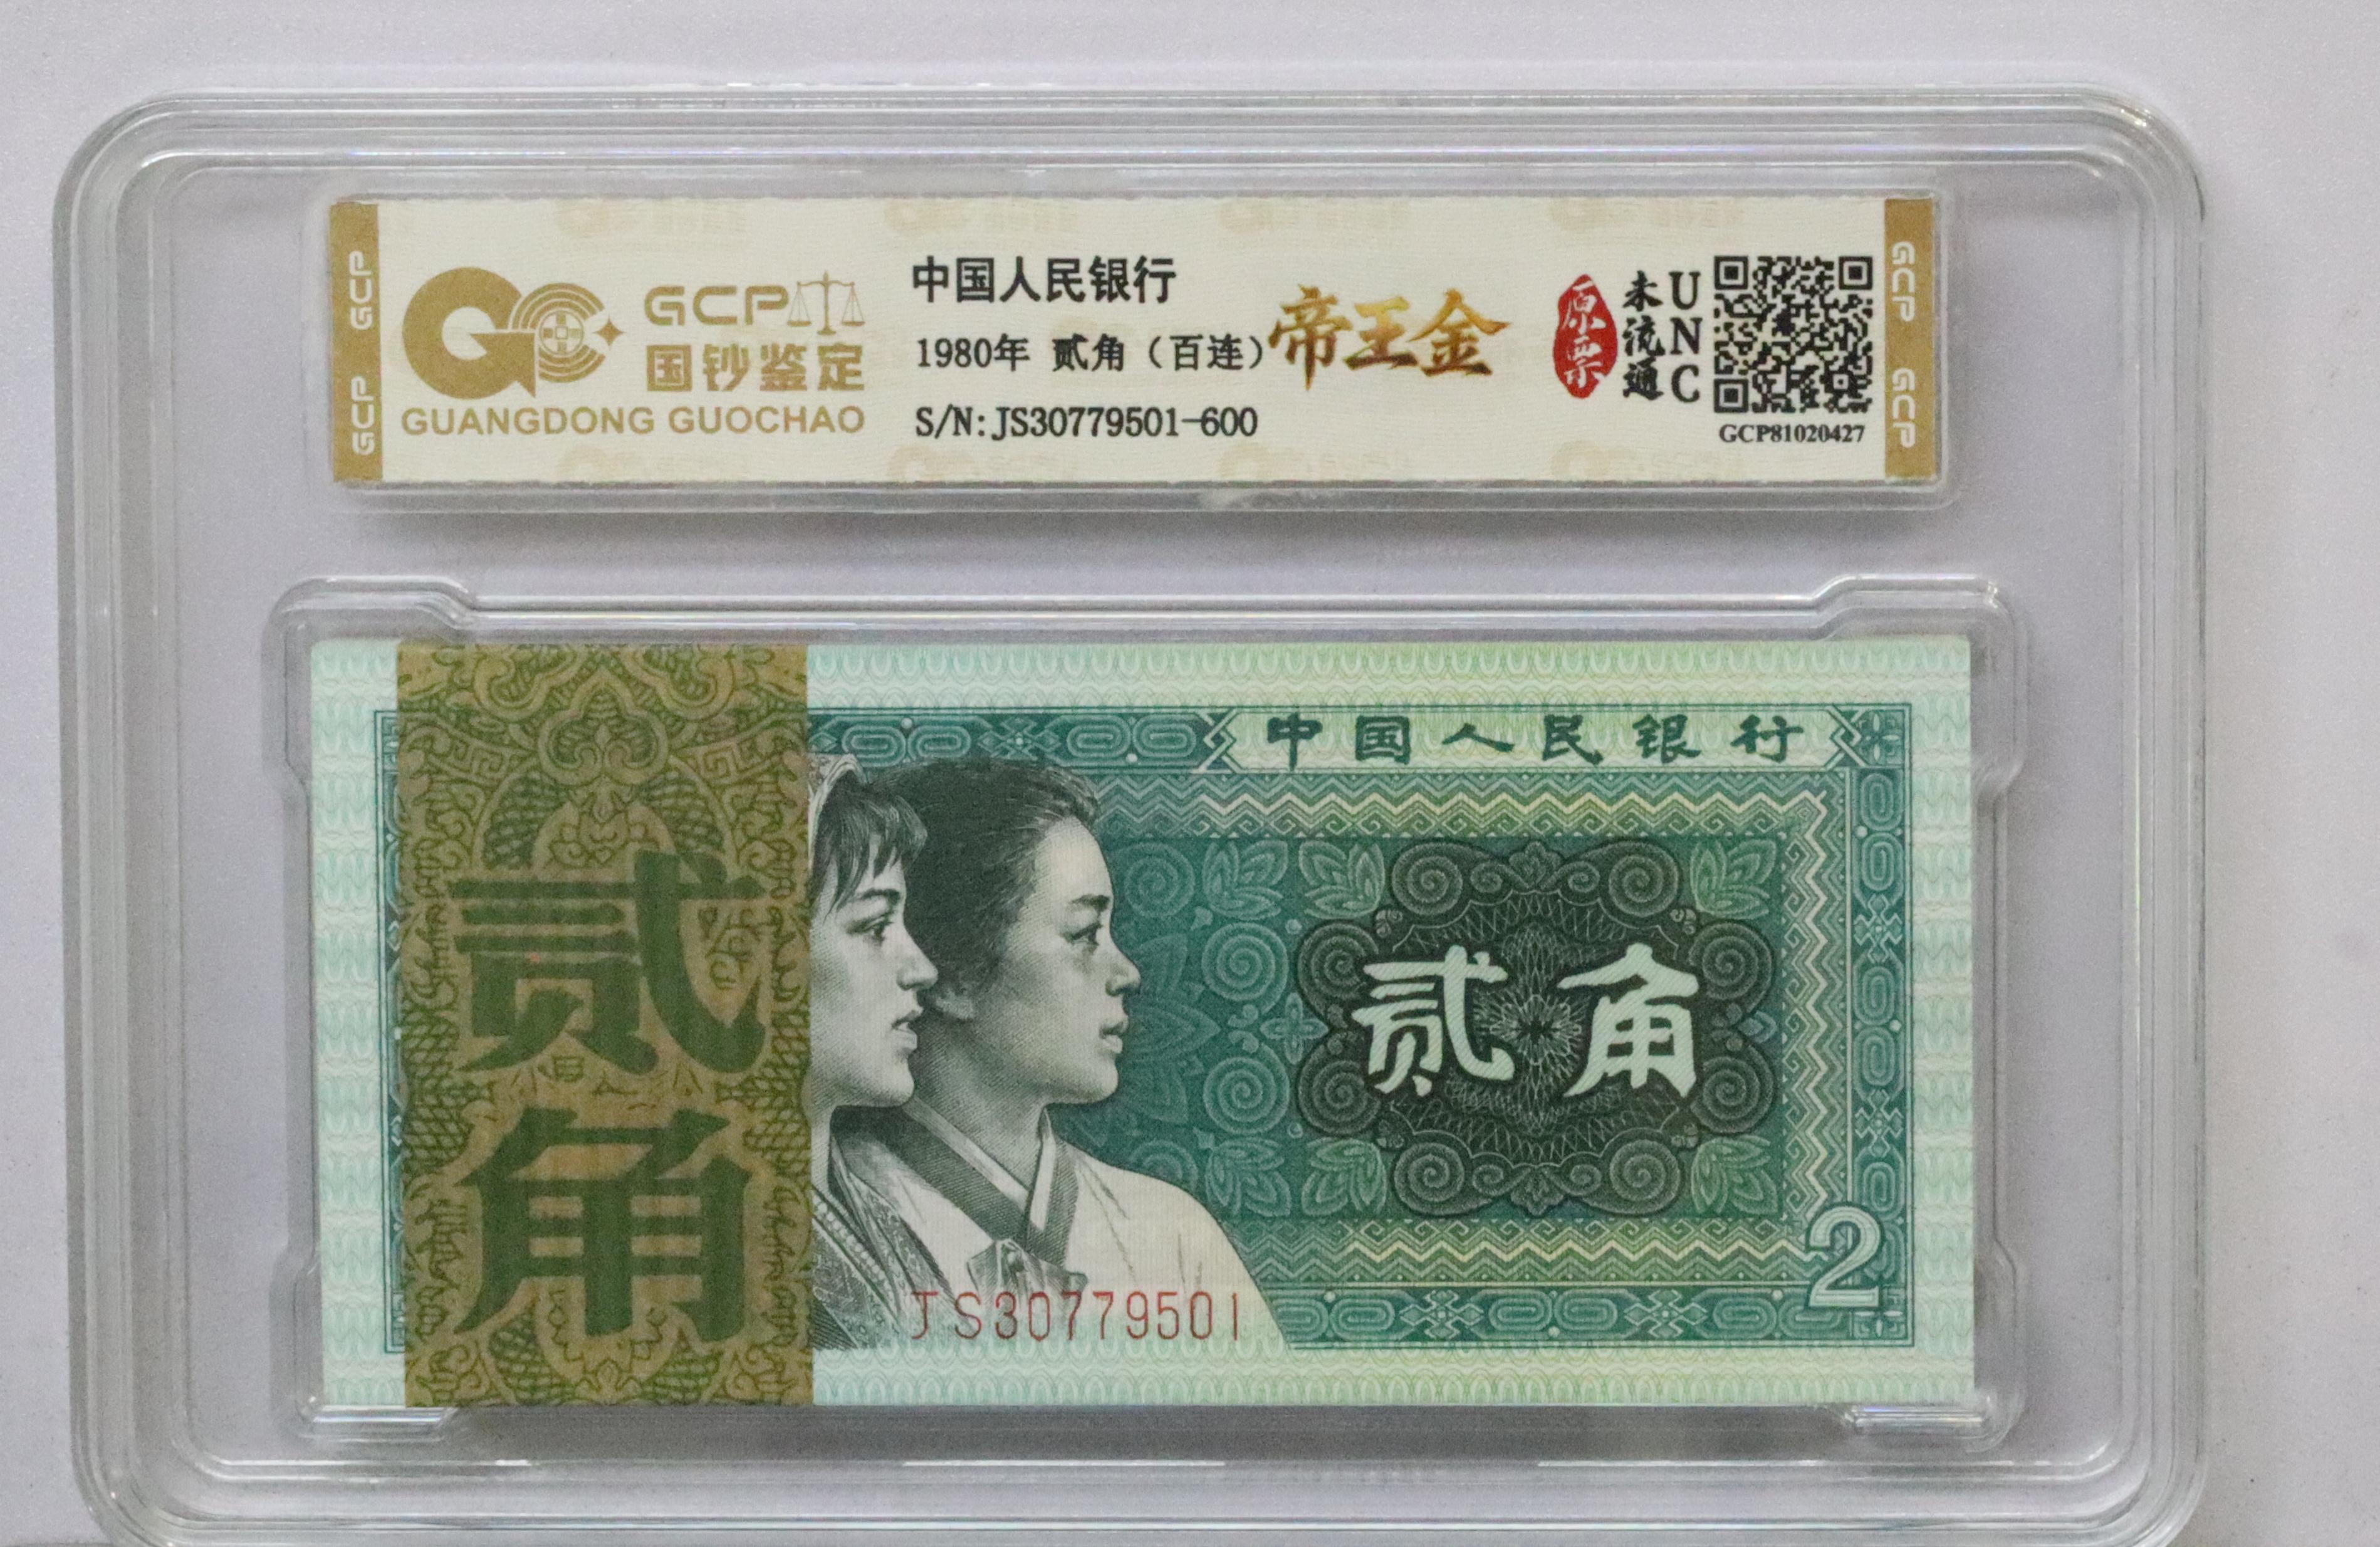 GCP
GCP
GCP
国钞鉴定
GUANGDONG GUOCHAO
中国人民银行
1980年 贰角（百连）
帝王金
S/N:JS30779501-600
原票
未流通
UNC
GCP81020427
GCP
GCP
中国人民银行
贰角
贰角
2
JS30779501